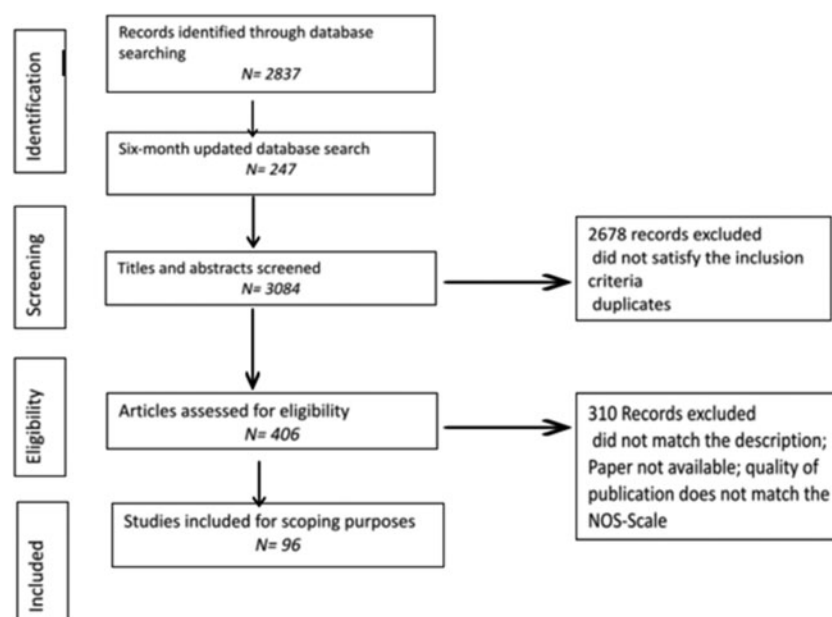 Identification
Records identified through database
searching
N= 2837
Six-month updated database search
N= 247
Screening
Titles and abstracts screened
N= 3084
2678 records excluded
did not satisfy the inclusion
criteria
duplicates
Eligibility
Articles assessed for eligibility
N= 406
310 Records excluded
did not match the description;
Paper not available; quality of
publication does not match the
NOS-Scale
Included
Studies included for scoping purposes
N= 96